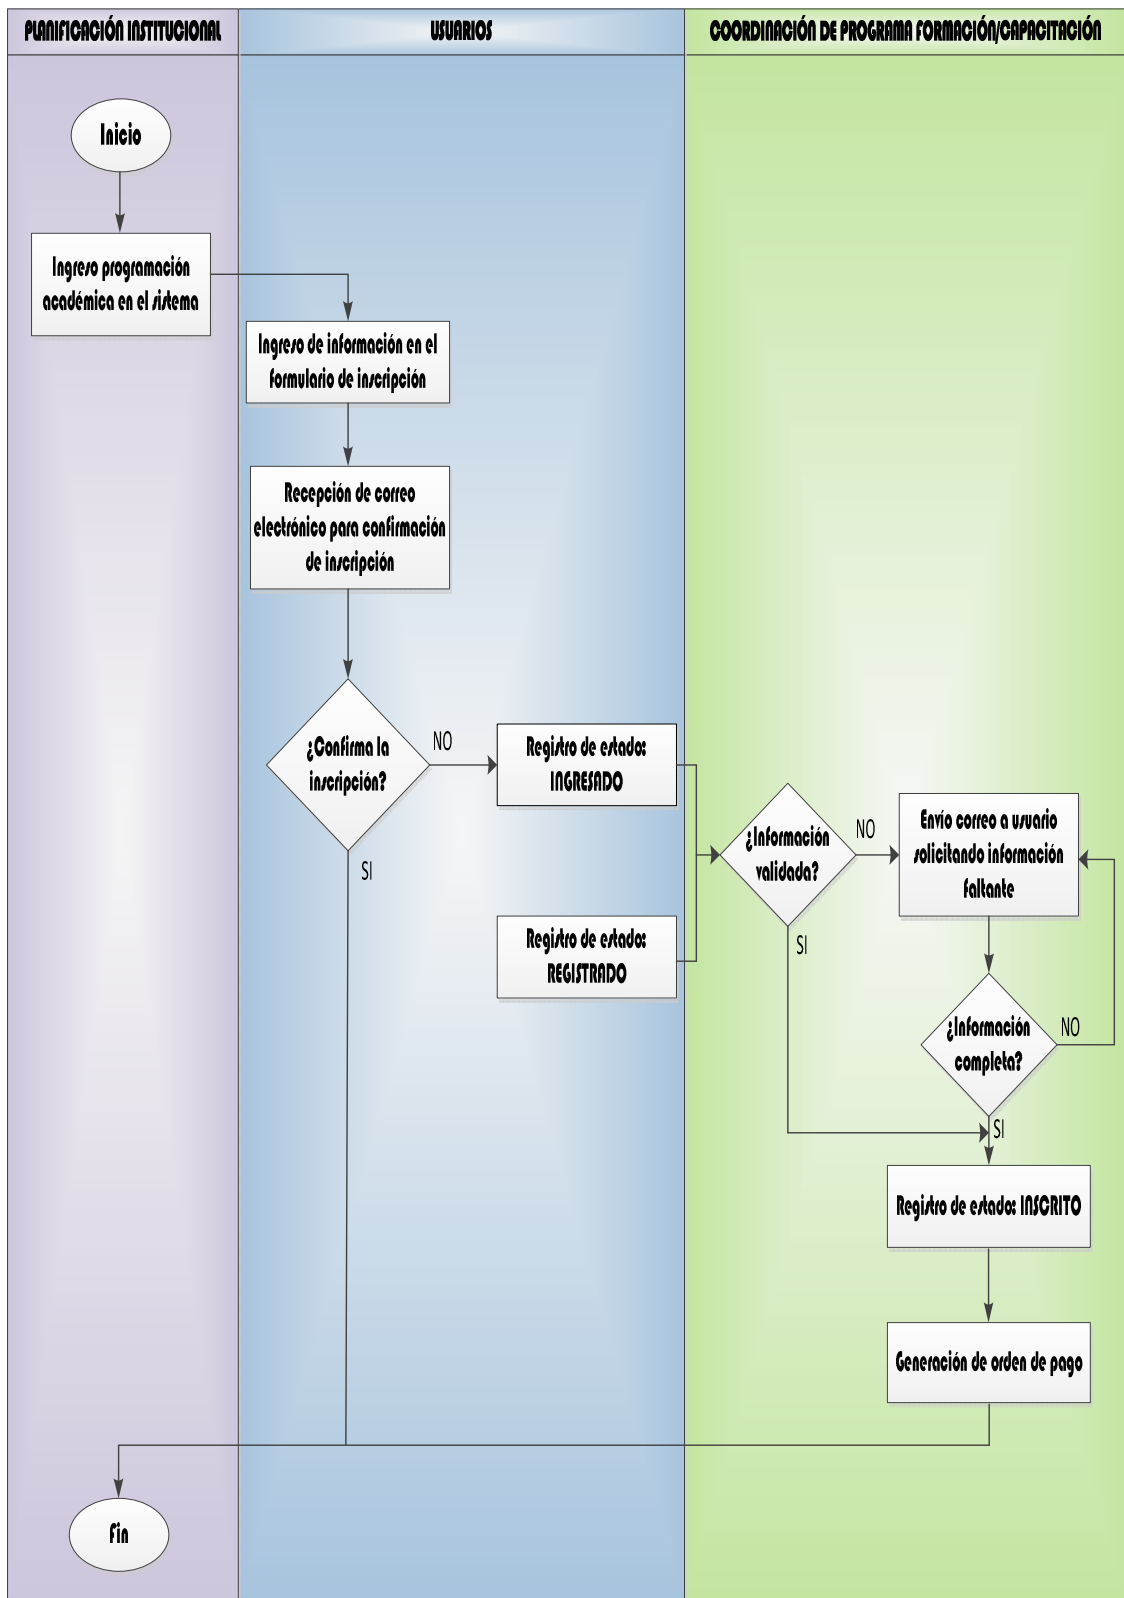 PLANIFICACIÓN INSTITUCIONAL
USUARIOS
COORDINACIÓN DE PROGRAMA FORMACIÓN/CAPACITACIÓN
Inicio
Ingreso programación
académica en el sistema
Ingreso de información en el
formulario de inscripción
Recepción de correo
electrónico para confirmación
de inscripción
¿Confirma la
inscripción?
NO
SI
Registro de estado:
INGRESADO
Registro de estado:
REGISTRADO
¿Información
validada?
NO
SI
Envío correo a usuario
solicitando información
faltante
¿Información
completa?
NO
SI
Registro de estado: INSCRITO
Generación de orden de pago
Fin